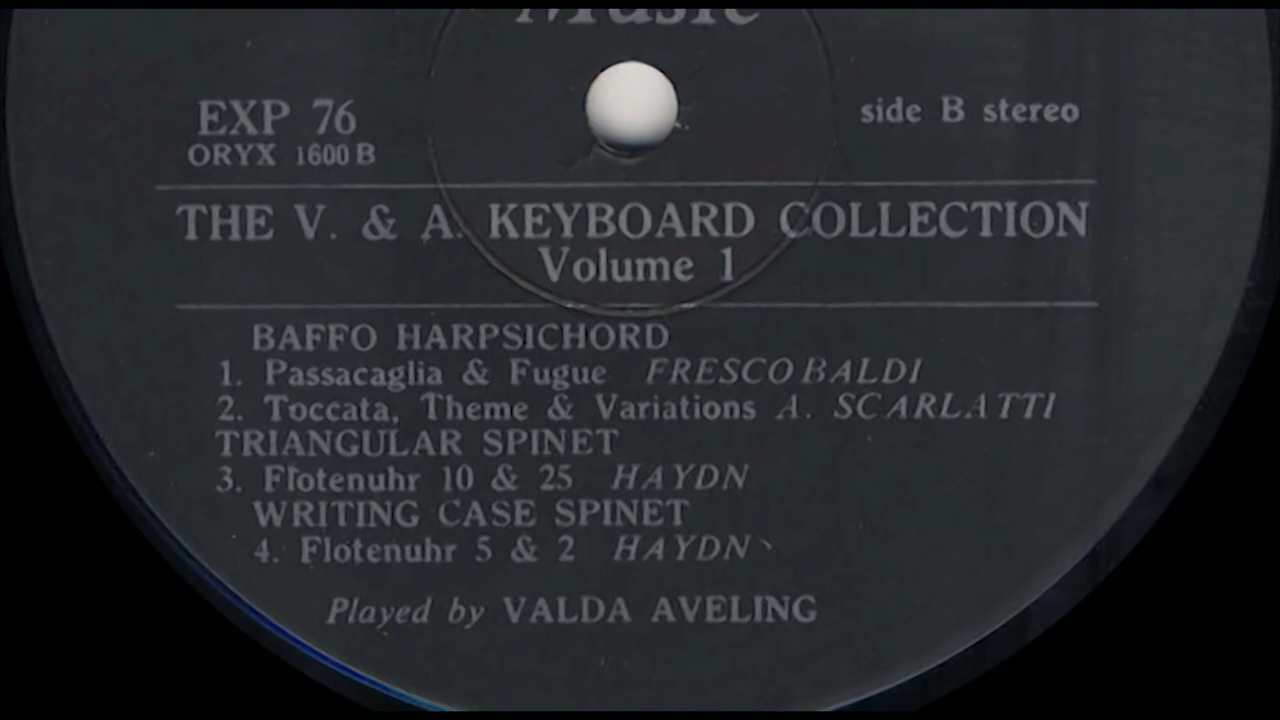 Music
EXP 76
side B stereo
ORYX 1600 B
THE V. & A. KEYBOARD COLLECTION
Volume 1
BAFFO HARPSICHORD
1. Passacaglia & Fugue FRESCOBALDI
2. Toccata, Theme & Variations A. SCARLATTI
TRIANGULAR SPINET
3. Flotenuhr 10 & 25 HAYDN
WRITING CASE SPINET
4. Flotenuhr 5 & 2 HAYDN
Played by VALDA AVELING